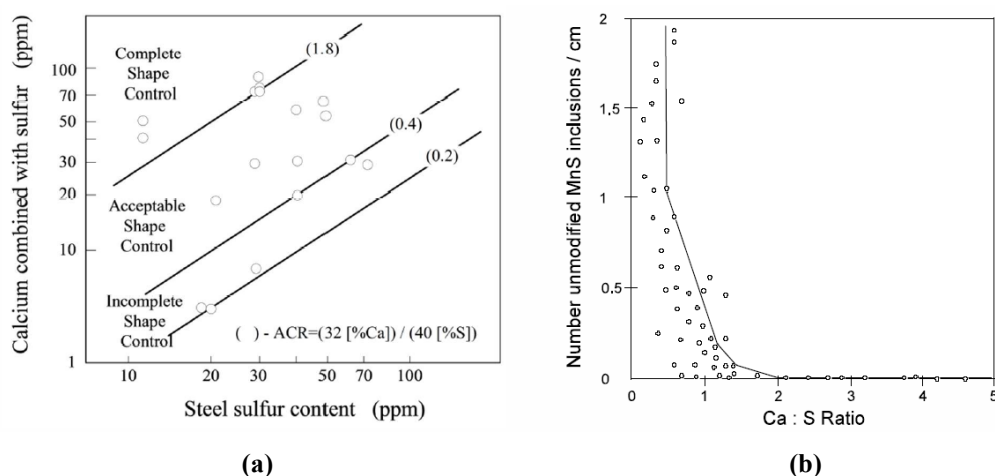 Calcium combined with sulfur (ppm)
100
70
50
30
20
10
1
Complete
Shape
Control
Acceptable
Shape
Control
Incomplete
Shape
Control
(1.8)
(0.4)
(0.2)
( ) - ACR=(32 [%Ca]) / (40 [%S])
10
20
30
50
70
100
Steel sulfur content (ppm)
(a)
Number unmodified MnS inclusions / cm
2
1.5
1
0.5
0
0
1
2
3
4
5
Ca : S Ratio
(b)